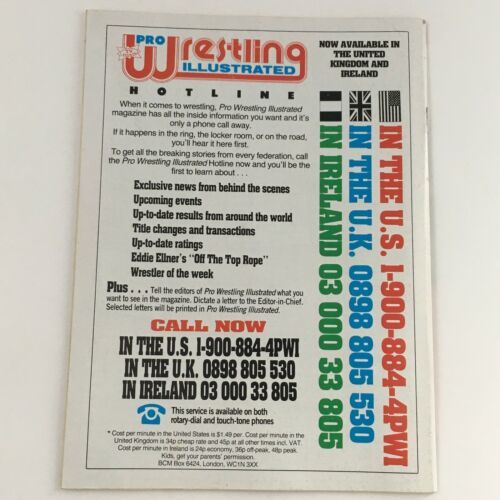 PRO
Wrestling
ILLUSTRATED
HOTLINE
When it comes to wrestling, Pro Wrestling Illustrated
magazine has all the inside information you want and it's
only a phone call away.
If it happens in the ring, the locker room, or on the road,
you'll hear it here first.
To get all the breaking stories from every federation, call
the Pro Wrestling Illustrated Hotline now and you'll be the
first to learn about . . .
Exclusive news from behind the scenes
Upcoming events
Up-to-date results from around the world
Title changes and transactions
Up-to-date ratings
Eddie Ellner's "Off The Top Rope"
Wrestler of the week
Plus . . . Tell the editors of Pro Wrestling Illustrated what you
want to see in the magazine. Dictate a letter to the Editor-in-Chief.
Selected letters will be printed in Pro Wrestling Illustrated.
CALL NOW
IN THE U.S. 1-900-884-4PWI
IN THE U.K. 0898 805 530
IN IRELAND 03 000 33 805
This service is available on both
rotary-dial and touch-tone phones
* Cost per minute in the United States is $1.49 per. Cost per minute in the
United Kingdom is 34p cheap rate and 45p at all other times incl. VAT.
Cost per minute in Ireland is 24p economy, 36p off-peak, 48p peak.
Kids, get your parents' permission.
BCM Box 6424, London, WC1N 3XX
NOW AVAILABLE IN
THE UNITED
KINGDOM AND
IRELAND
IN THE U.S. 1-900-884-4PWI
IN THE U.K. 0898 805 530
IN IRELAND 03 000 33 805